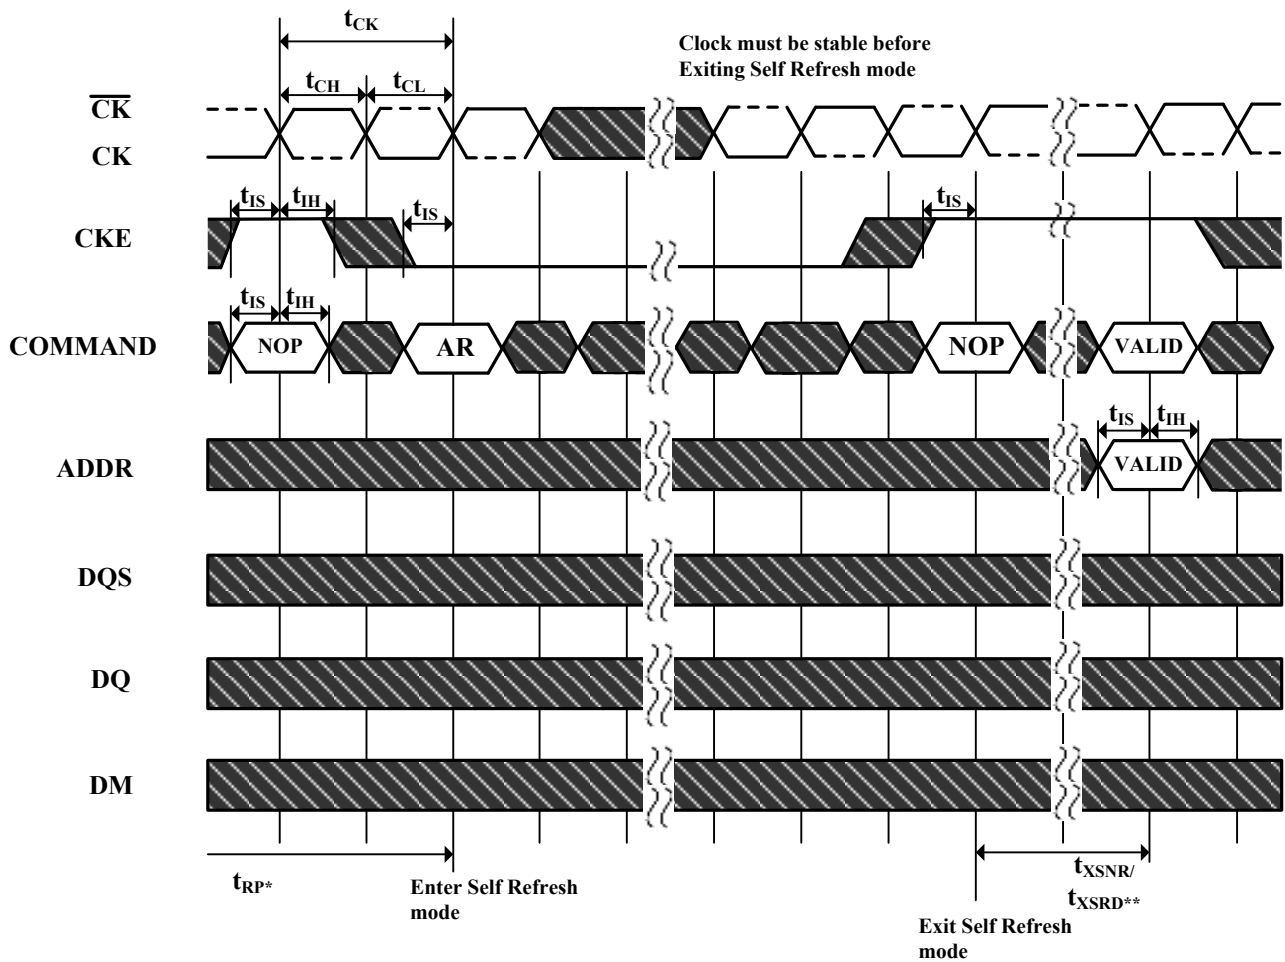 tCK
Clock must be stable before
Exiting Self Refresh mode
tCH
tCL
CK
CK
tIS
tIH
tIS
tIS
CKE
tIS
tIH
COMMAND
NOP
AR
NOP
VALID
tIS
tIH
ADDR
VALID
DQS
DQ
DM
tRP*
Enter Self Refresh
mode
tXSNR/
tXSRD**
Exit Self Refresh
mode